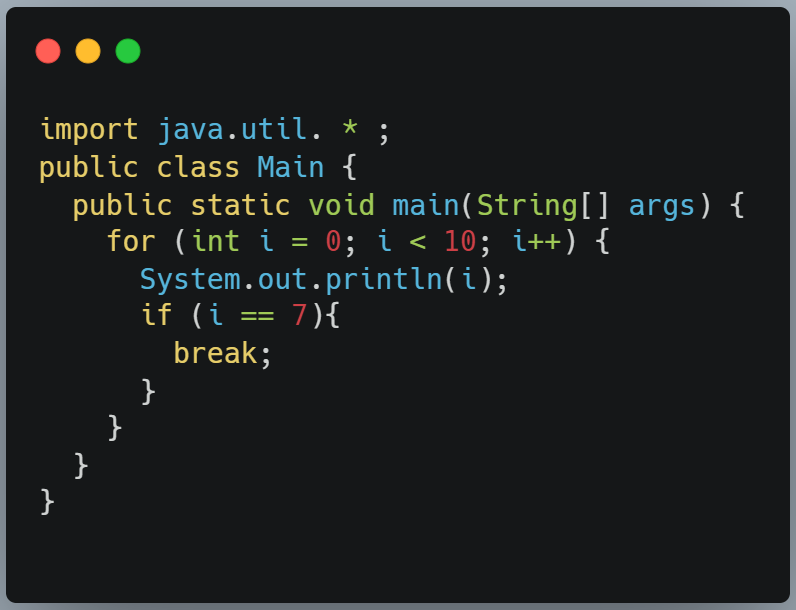 import java.util. * ;
public class Main {
  public static void main(String[] args) {
    for (int i = 0; i < 10; i++) {
      System.out.println(i);
      if (i == 7){
        break;
      }
    }
  }
}